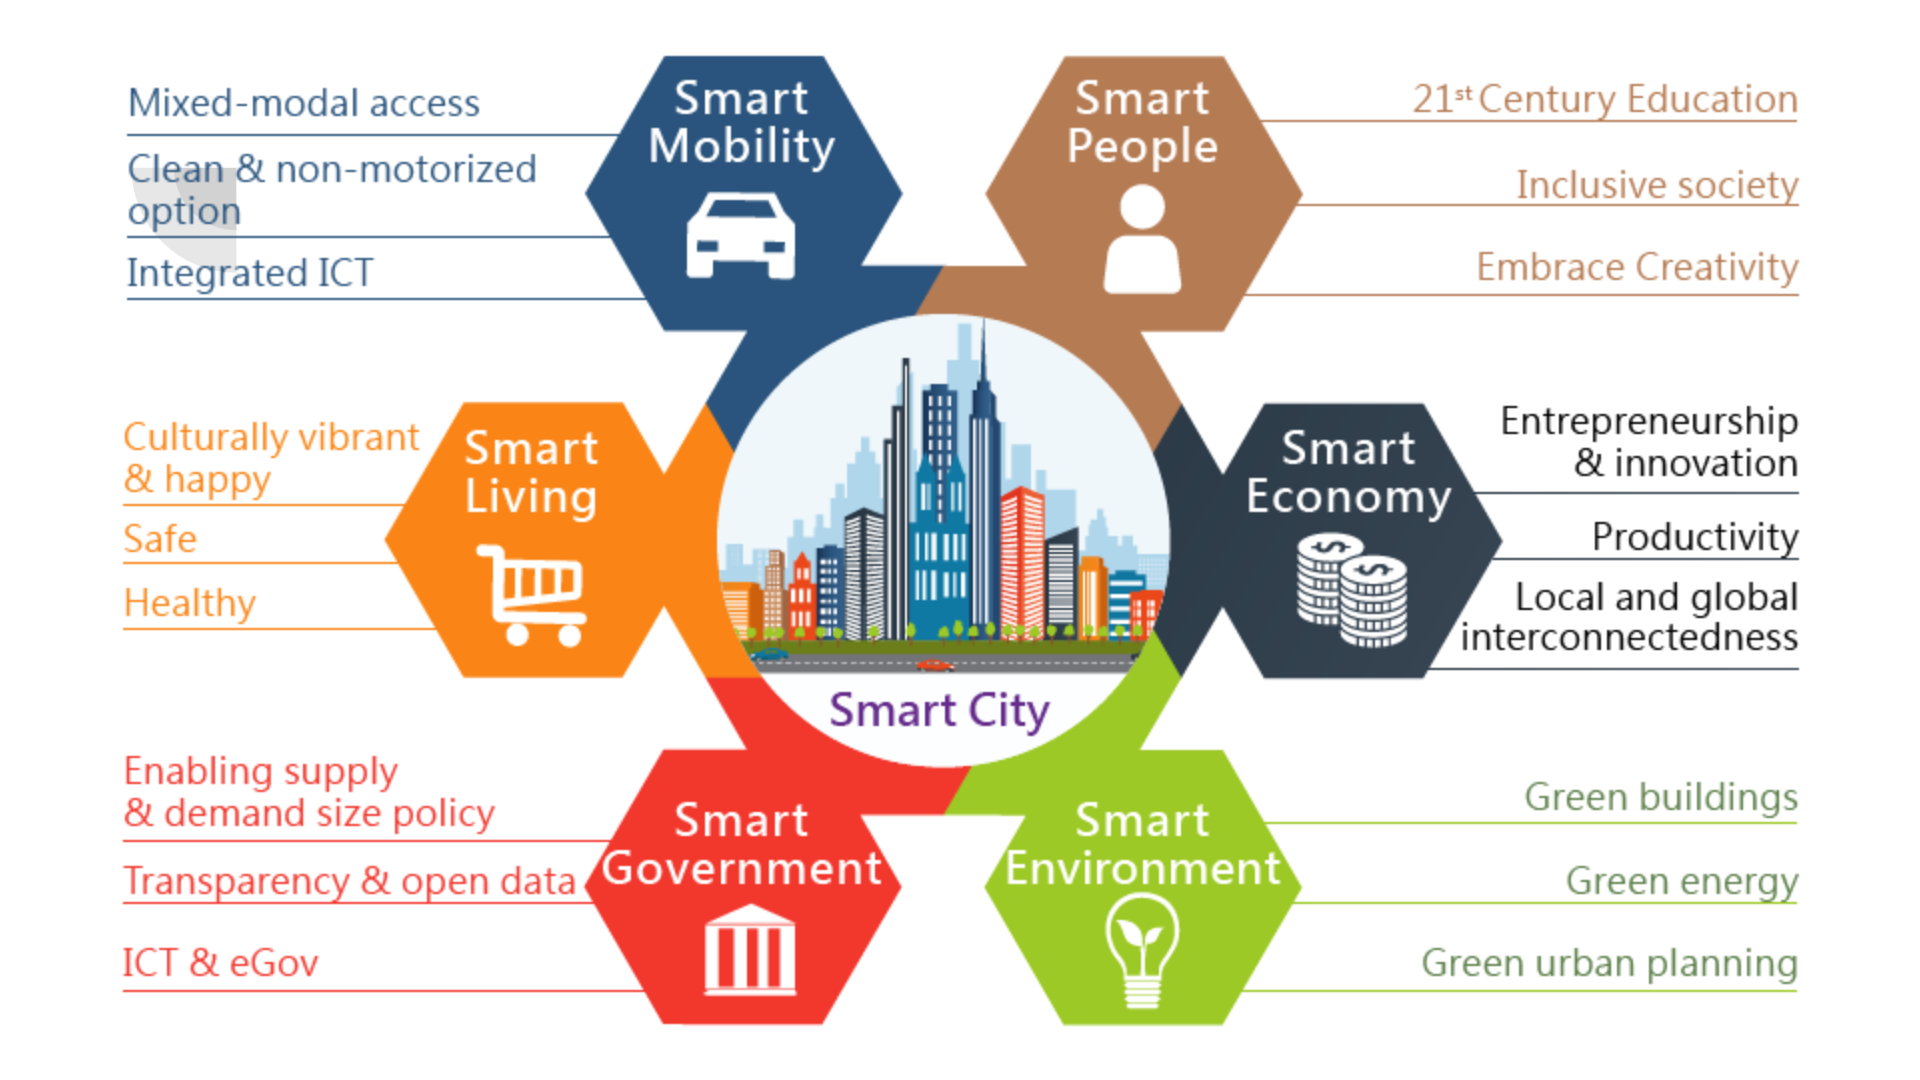 Mixed-modal access
Clean & non-motorized
option
Integrated ICT
Smart
Mobility
Smart
People
21st Century Education
Inclusive society
Embrace Creativity
Culturally vibrant
& happy
Safe
Healthy
Smart
Living
Smart
Economy
Entrepreneurship
& innovation
Productivity
Local and global
interconnectedness
Smart City
Enabling supply
& demand size policy
Transparency & open data
ICT & eGov
Smart
Government
Smart
Environment
Green buildings
Green energy
Green urban planning